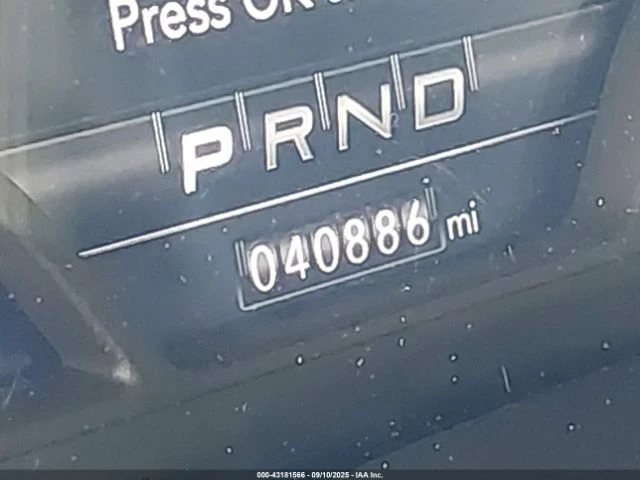 Press OK
PRND
040886 mi
000-43181566 - 09/10/2025 - IAA Inc.